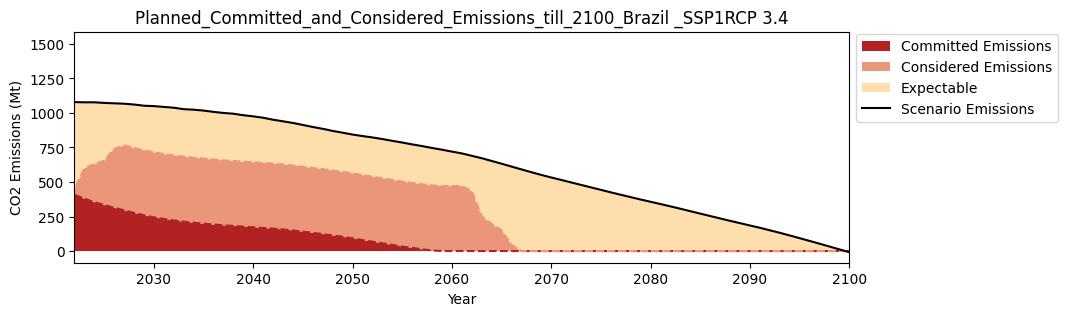 Planned_Committed_and_Considered_Emissions_till_2100_Brazil _SSP1RCP 3.4
1500
1250
1000
750
500
250
0
CO2 Emissions (Mt)
2030
2040
2050
2060
2070
2080
2090
2100
Year
Committed Emissions
Considered Emissions
Expectable
Scenario Emissions